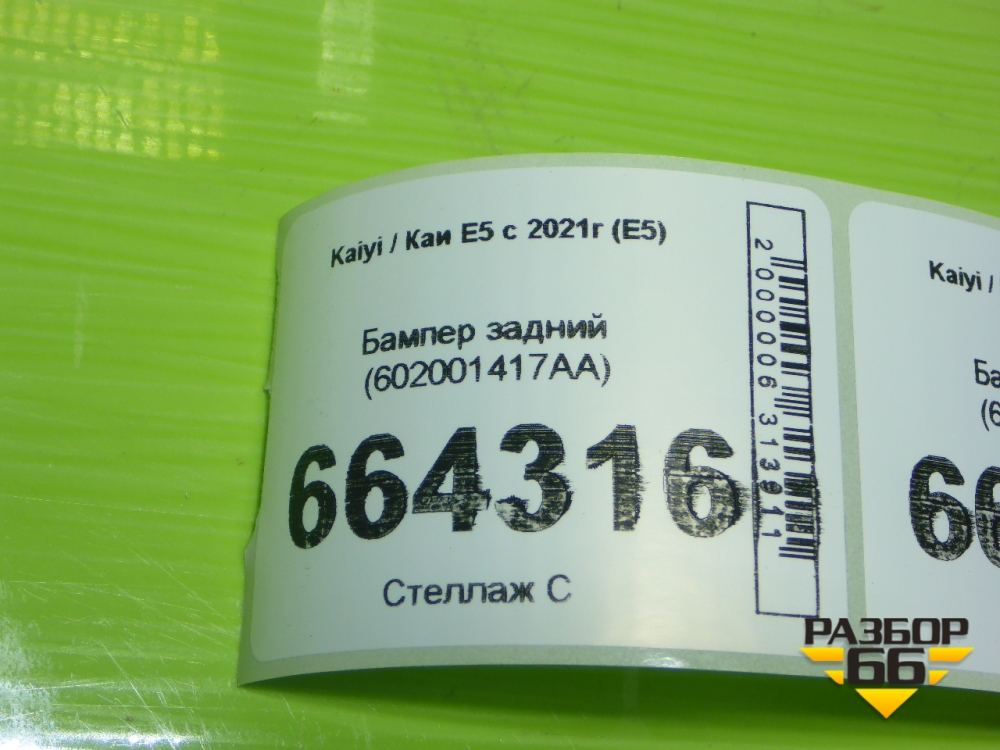 Kaiyi / Каи E5 с 2021г (E5)
Бампер задний
(602001417AA)
664316
Стеллаж С
2000006313911
Kaiyi /
Ба
(6
66
РАЗБОР
66